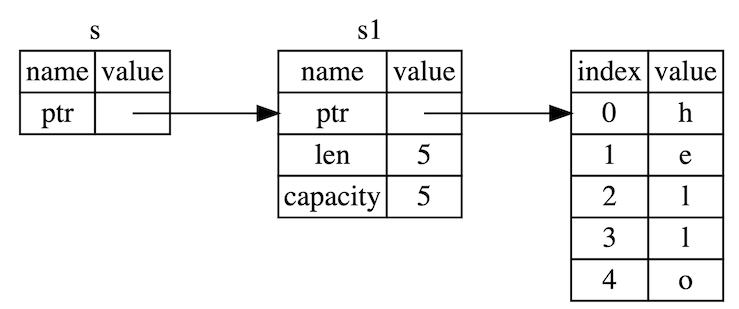 s
name value
ptr
s1
name value
ptr
len 5
capacity 5
index value
0 h
1 e
2 l
3 l
4 o